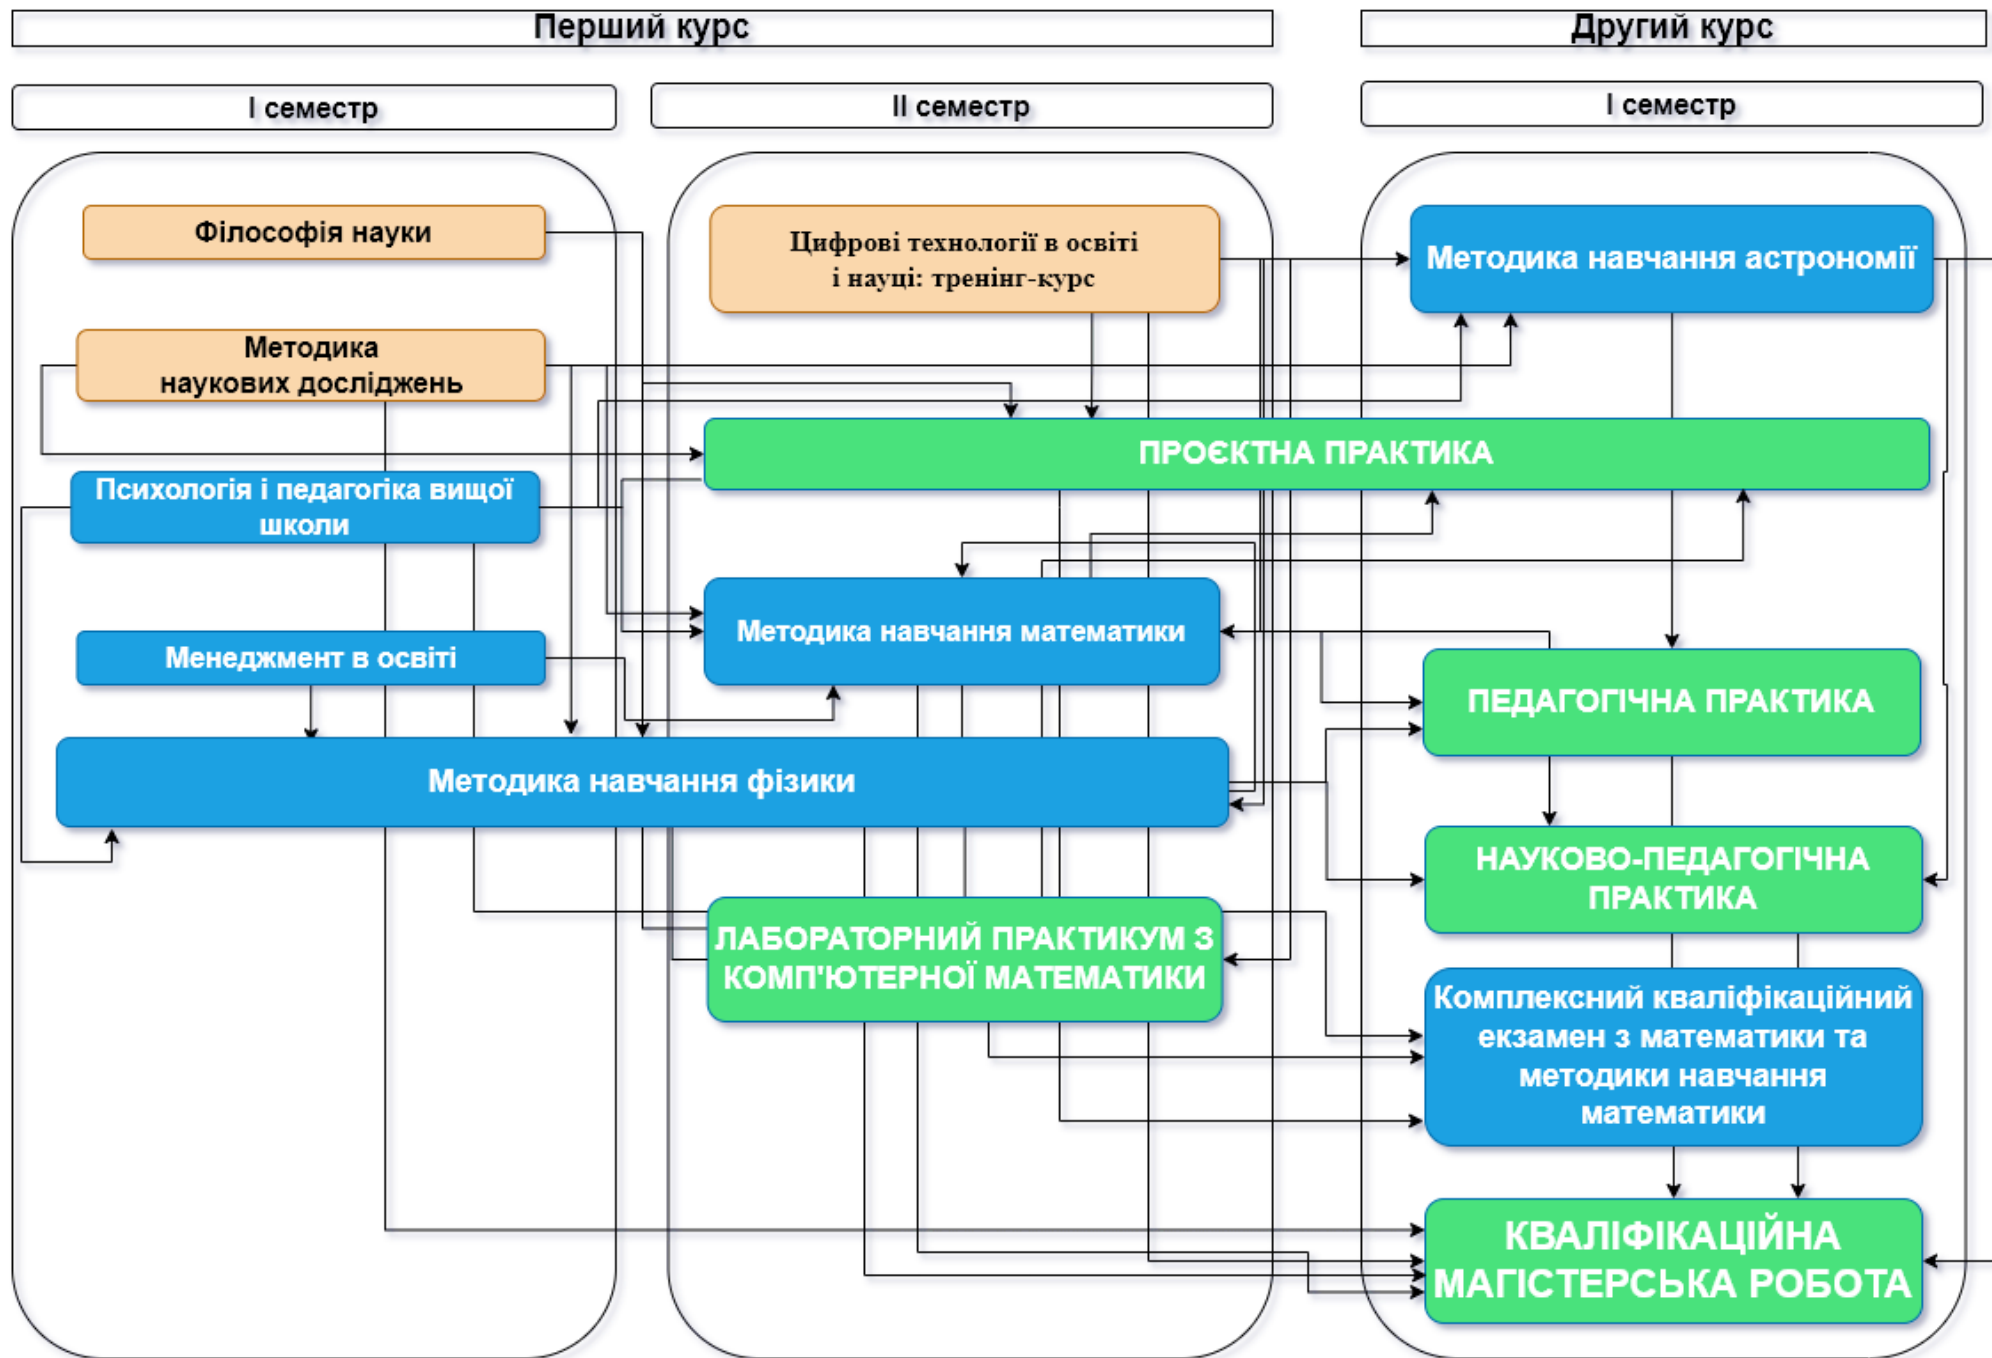 Перший курс
Другий курс
І семестр
ІІ семестр
І семестр
Філософія науки
Методика
наукових досліджень
Психологія і педагогіка вищої
школи
Менеджмент в освіті
Методика навчання фізики
Цифрові технології в освіті
і науці: тренінг-курс
ПРОЄКТНА ПРАКТИКА
Методика навчання математики
ЛАБОРАТОРНИЙ ПРАКТИКУМ З
КОМП'ЮТЕРНОЇ МАТЕМАТИКИ
Методика навчання астрономії
ПЕДАГОГІЧНА ПРАКТИКА
НАУКОВО-ПЕДАГОГІЧНА
ПРАКТИКА
Комплексний кваліфікаційний
екзамен з математики та
методики навчання
математики
КВАЛІФІКАЦІЙНА
МАГІСТЕРСЬКА РОБОТА